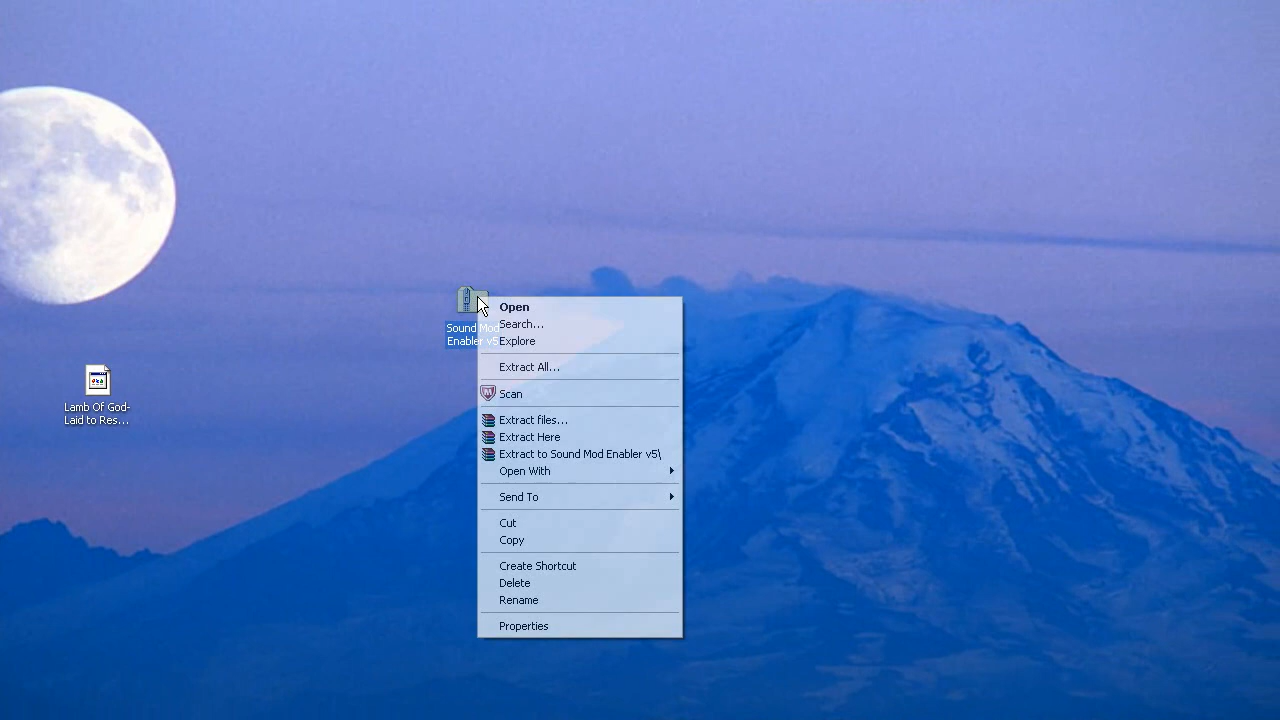 Sound Mod
Enabler v5
Lamb Of God-
Laid to Res...
Open
Search...
Explore
Extract All...
Scan
Extract files...
Extract Here
Extract to Sound Mod Enabler v5\
Open With
Send To
Cut
Copy
Create Shortcut
Delete
Rename
Properties